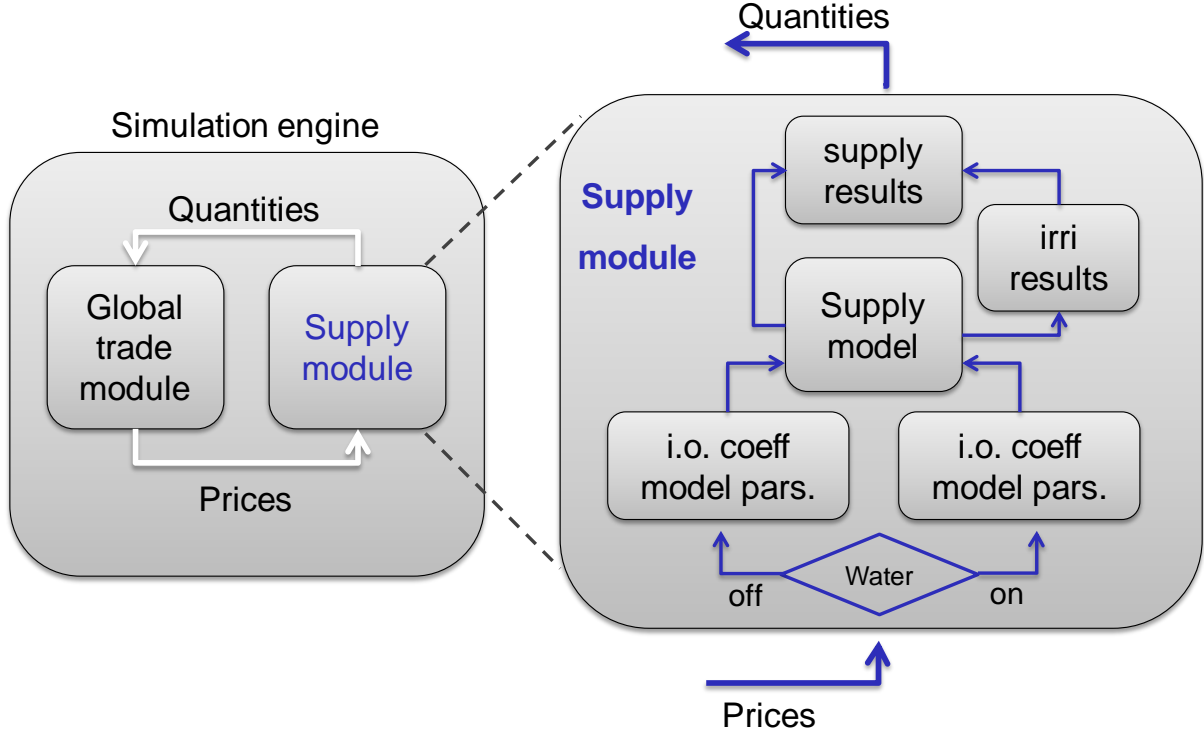 Simulation engine
Quantities
Global
trade
module
Supply
module
Prices
Quantities
Supply
module
supply
results
irri
results
Supply
model
i.o. coeff
model pars.
i.o. coeff
model pars.
Water
off
on
Prices